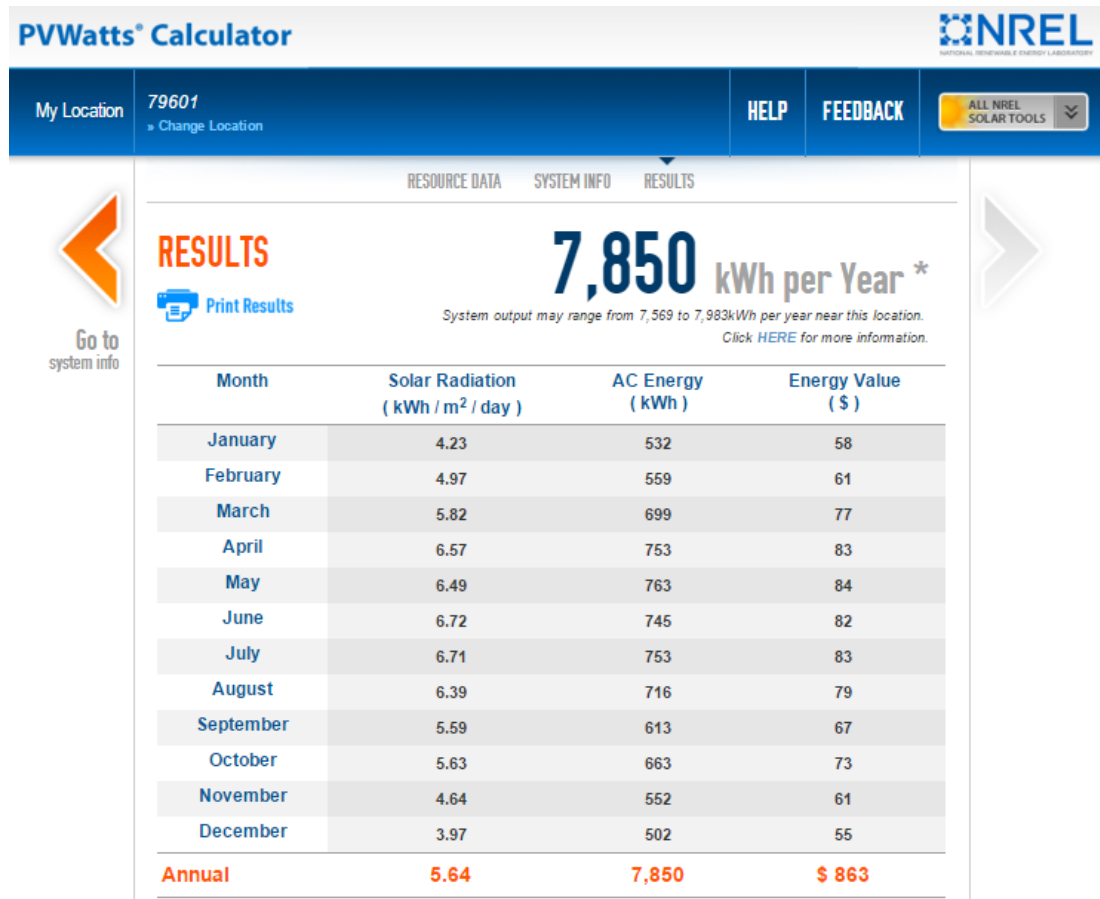 PVWatts® Calculator
NREL
NATIONAL RENEWABLE ENERGY LABORATORY
My Location
79601
» Change Location
HELP
FEEDBACK
ALL NREL
SOLAR TOOLS
RESOURCE DATA SYSTEM INFO RESULTS
Go to
system info
RESULTS
Print Results
7,850 kWh per Year *
System output may range from 7,569 to 7,983kWh per year near this location.
Click HERE for more information.
Month Solar Radiation AC Energy Energy Value
( kWh / m² / day ) ( kWh ) ( $ )
January 4.23 532 58
February 4.97 559 61
March 5.82 699 77
April 6.57 753 83
May 6.49 763 84
June 6.72 745 82
July 6.71 753 83
August 6.39 716 79
September 5.59 613 67
October 5.63 663 73
November 4.64 552 61
December 3.97 502 55
Annual 5.64 7,850 $ 863